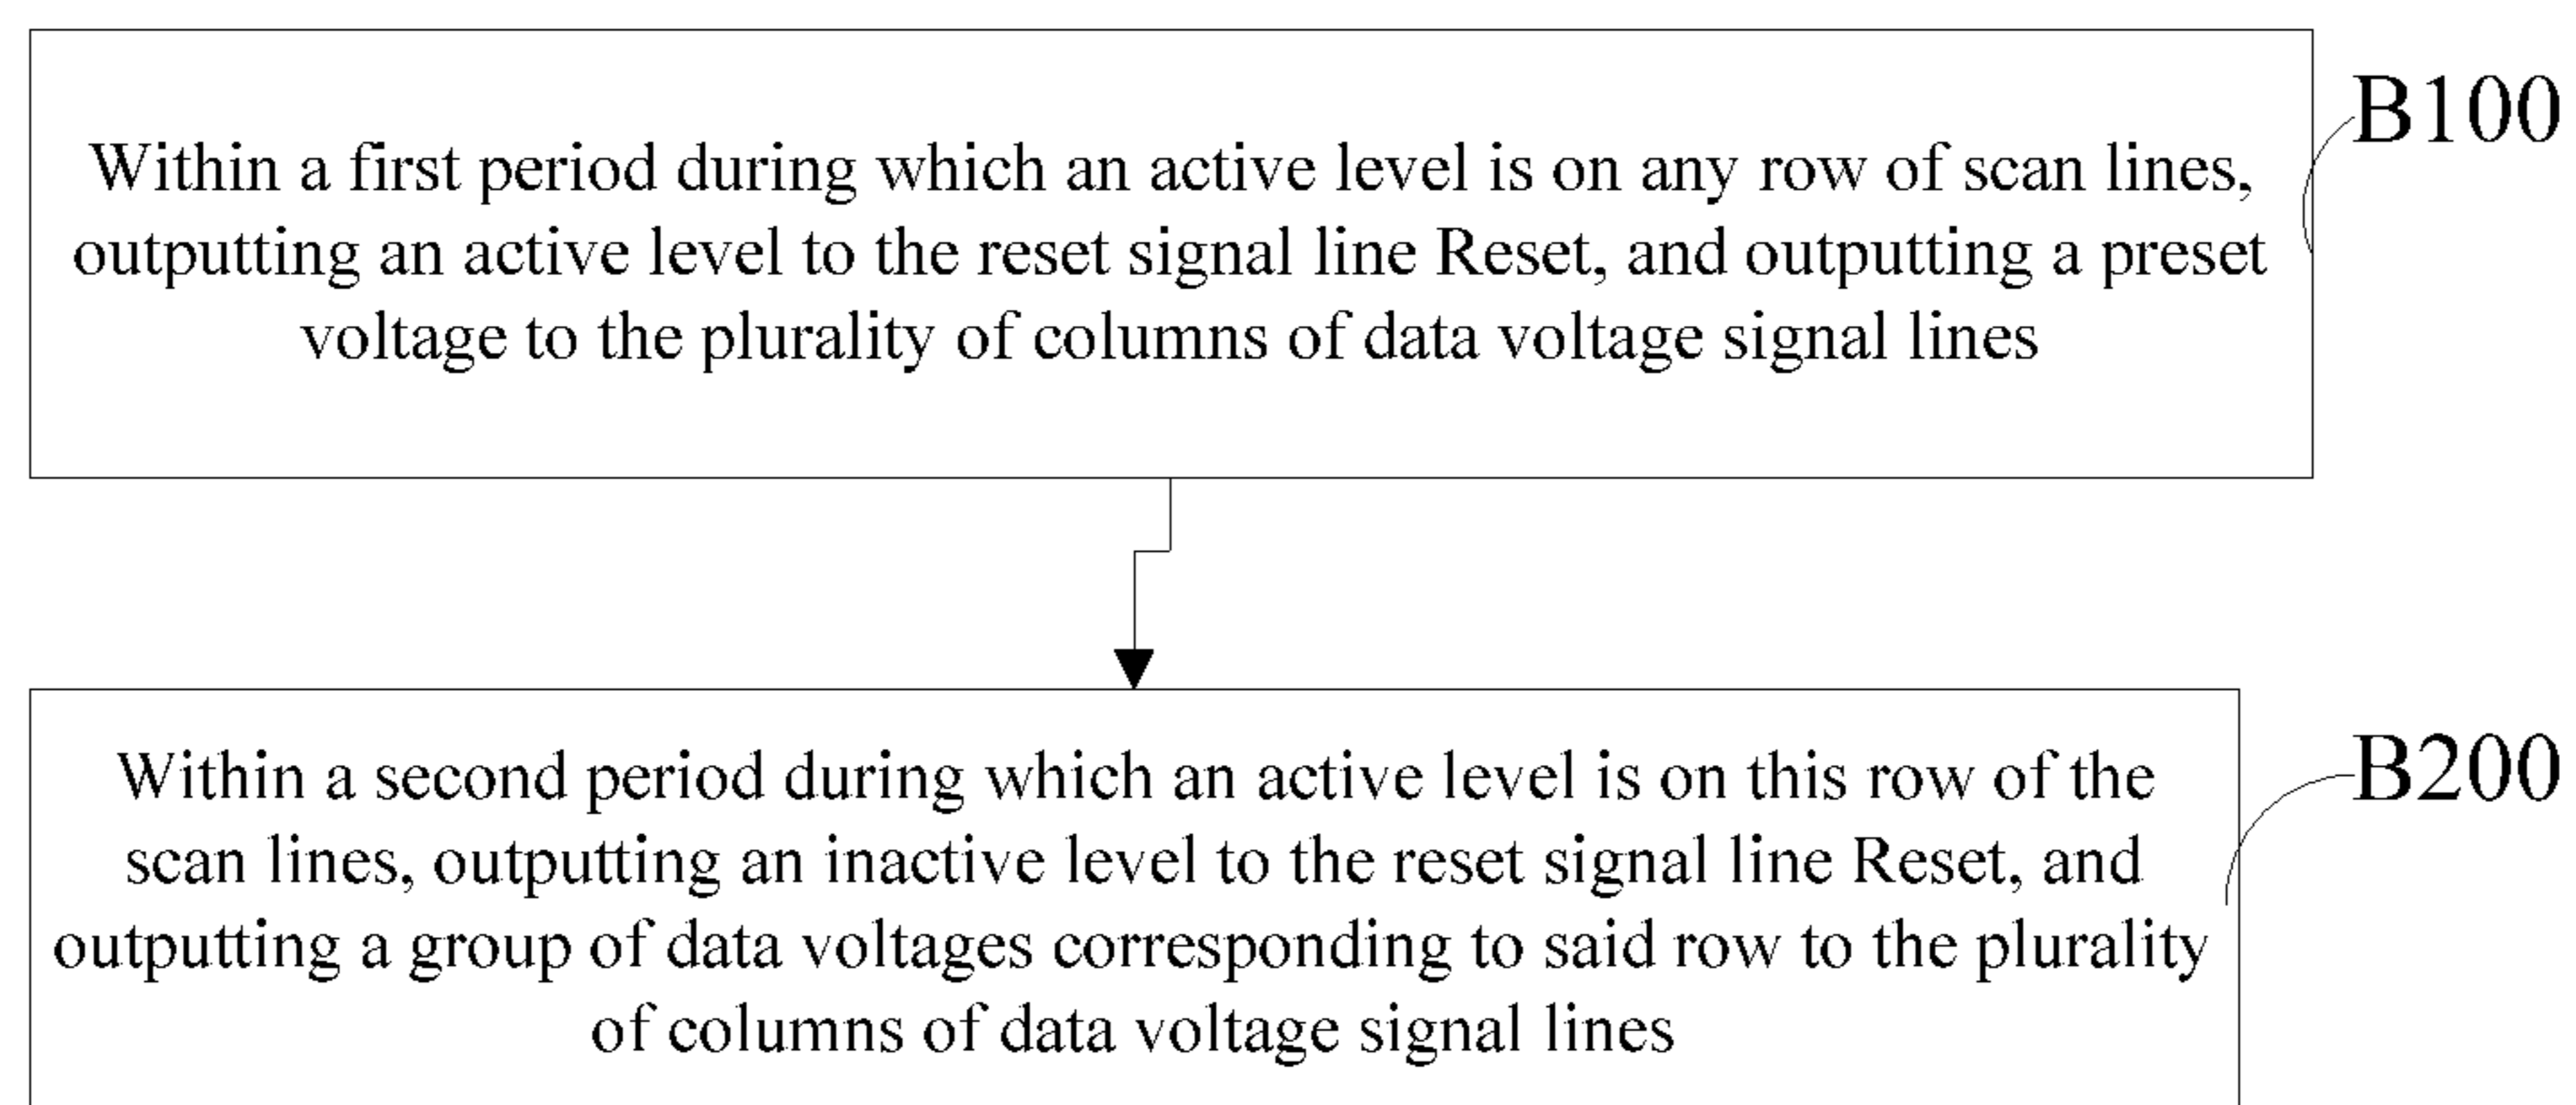 B100
Within a first period during which an active level is on any row of scan lines,
outputting an active level to the reset signal line Reset, and outputting a preset
voltage to the plurality of columns of data voltage signal lines
B200
Within a second period during which an active level is on this row of the
scan lines, outputting an inactive level to the reset signal line Reset, and
outputting a group of data voltages corresponding to said row to the plurality
of columns of data voltage signal lines